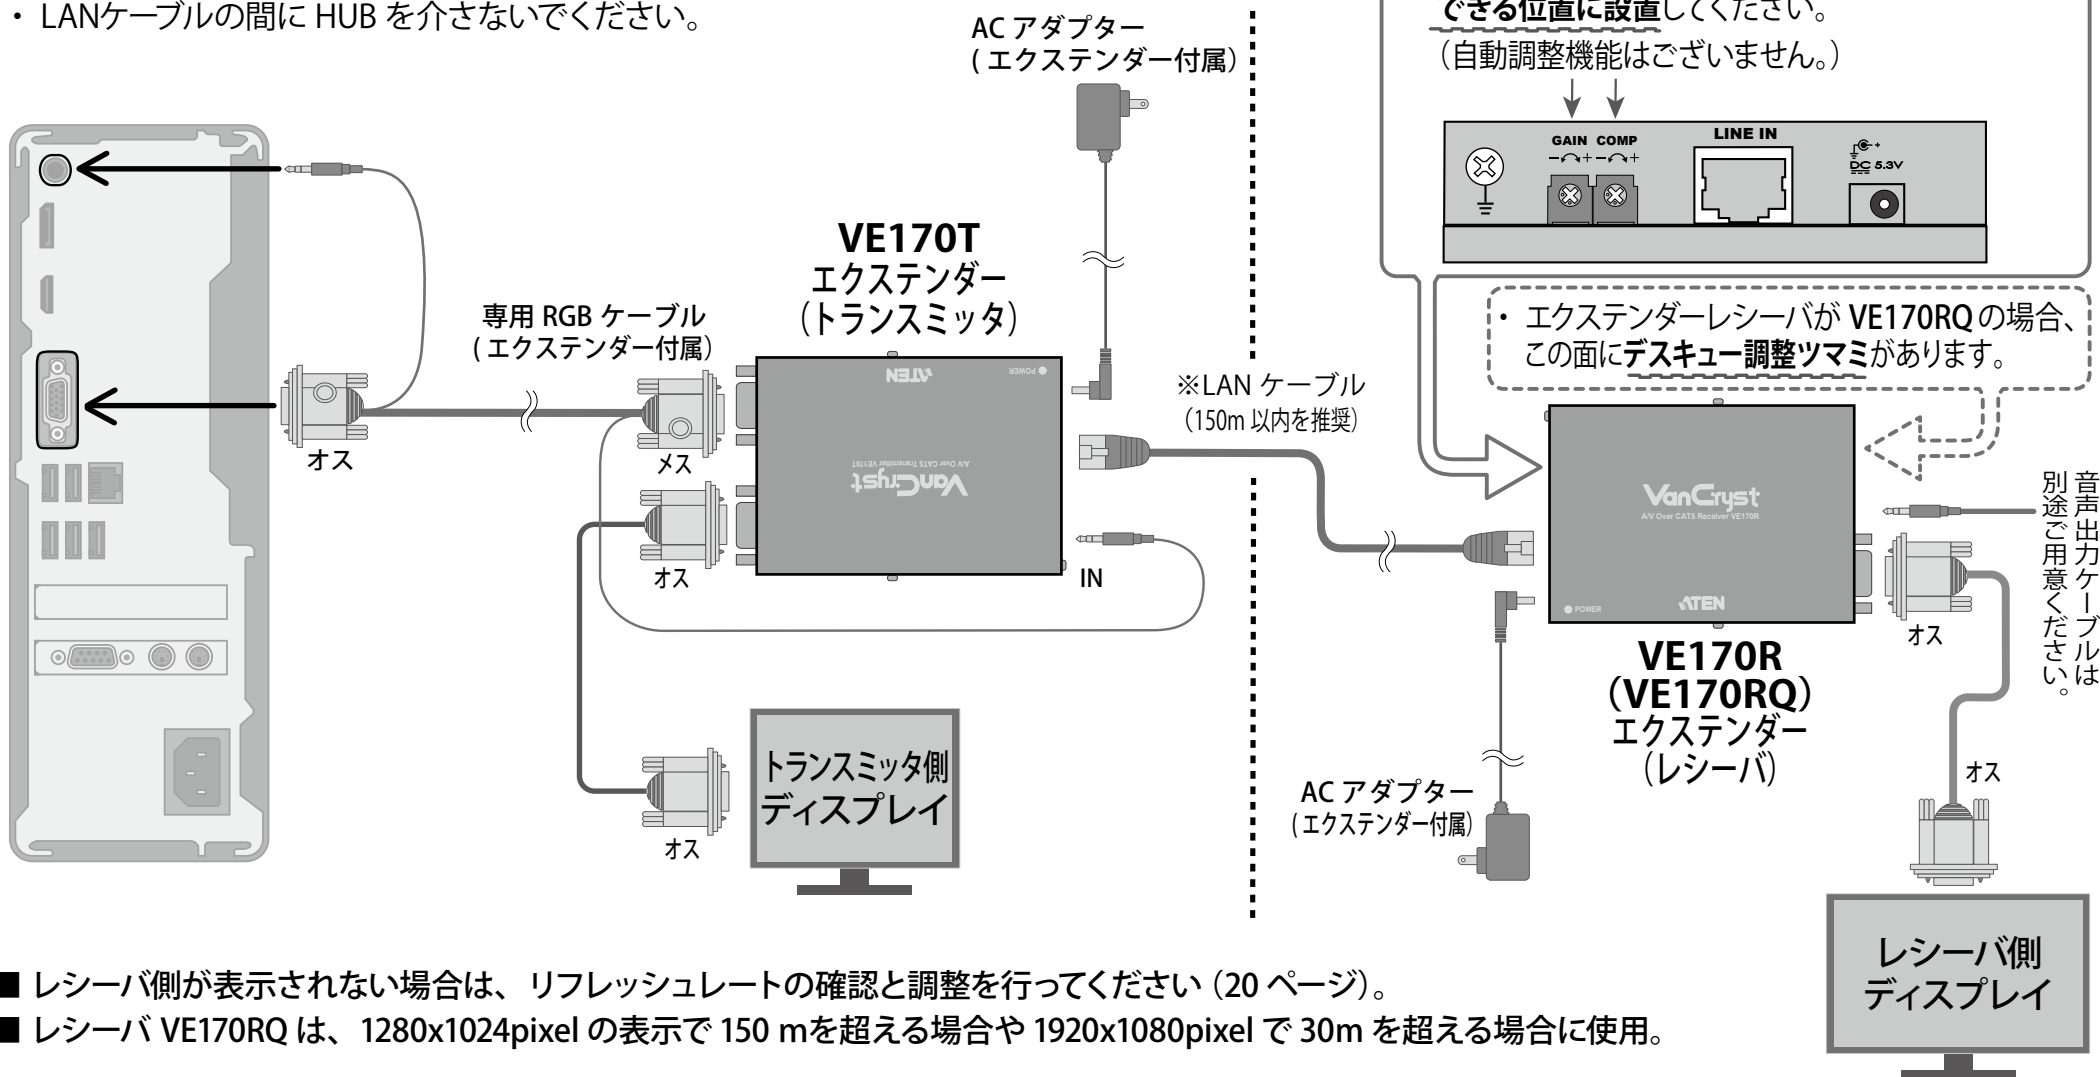 ・ LANケーブルの間に HUB を介さないでください。
AC アダプター
( エクステンダー付属）
できる位置に設置してください。
（自動調整機能はございません。）
GAIN COMP
－ ＋－ ＋
LINE IN
DC 5.3V
VE170T
エクステンダー
（トランスミッタ）
専用 RGB ケーブル
( エクステンダー付属）
・ エクステンダーレシーバが VE170RQ の場合、
この面にデスキュー調整ツマミがあります。
※LAN ケーブル
（150m 以内を推奨）
ATEN
POWER
A/V Over CAT5 Transmitter VE170T
VanCryst
オス
メス
オス
IN
VanCryst
A/V Over CAT5 Receiver VE170R
POWER
ATEN
音声出力ケーブルは
別途ご用意ください。
オス
VE170R
（VE170RQ）
エクステンダー
（レシーバ）
トランスミッタ側
ディスプレイ
オス
AC アダプター
( エクステンダー付属）
オス
レシーバ側
ディスプレイ
■ レシーバ側が表示されない場合は、リフレッシュレートの確認と調整を行ってください（20 ページ）。
■ レシーバ VE170RQ は、1280x1024pixel の表示で 150 mを超える場合や 1920x1080pixel で 30m を超える場合に使用。